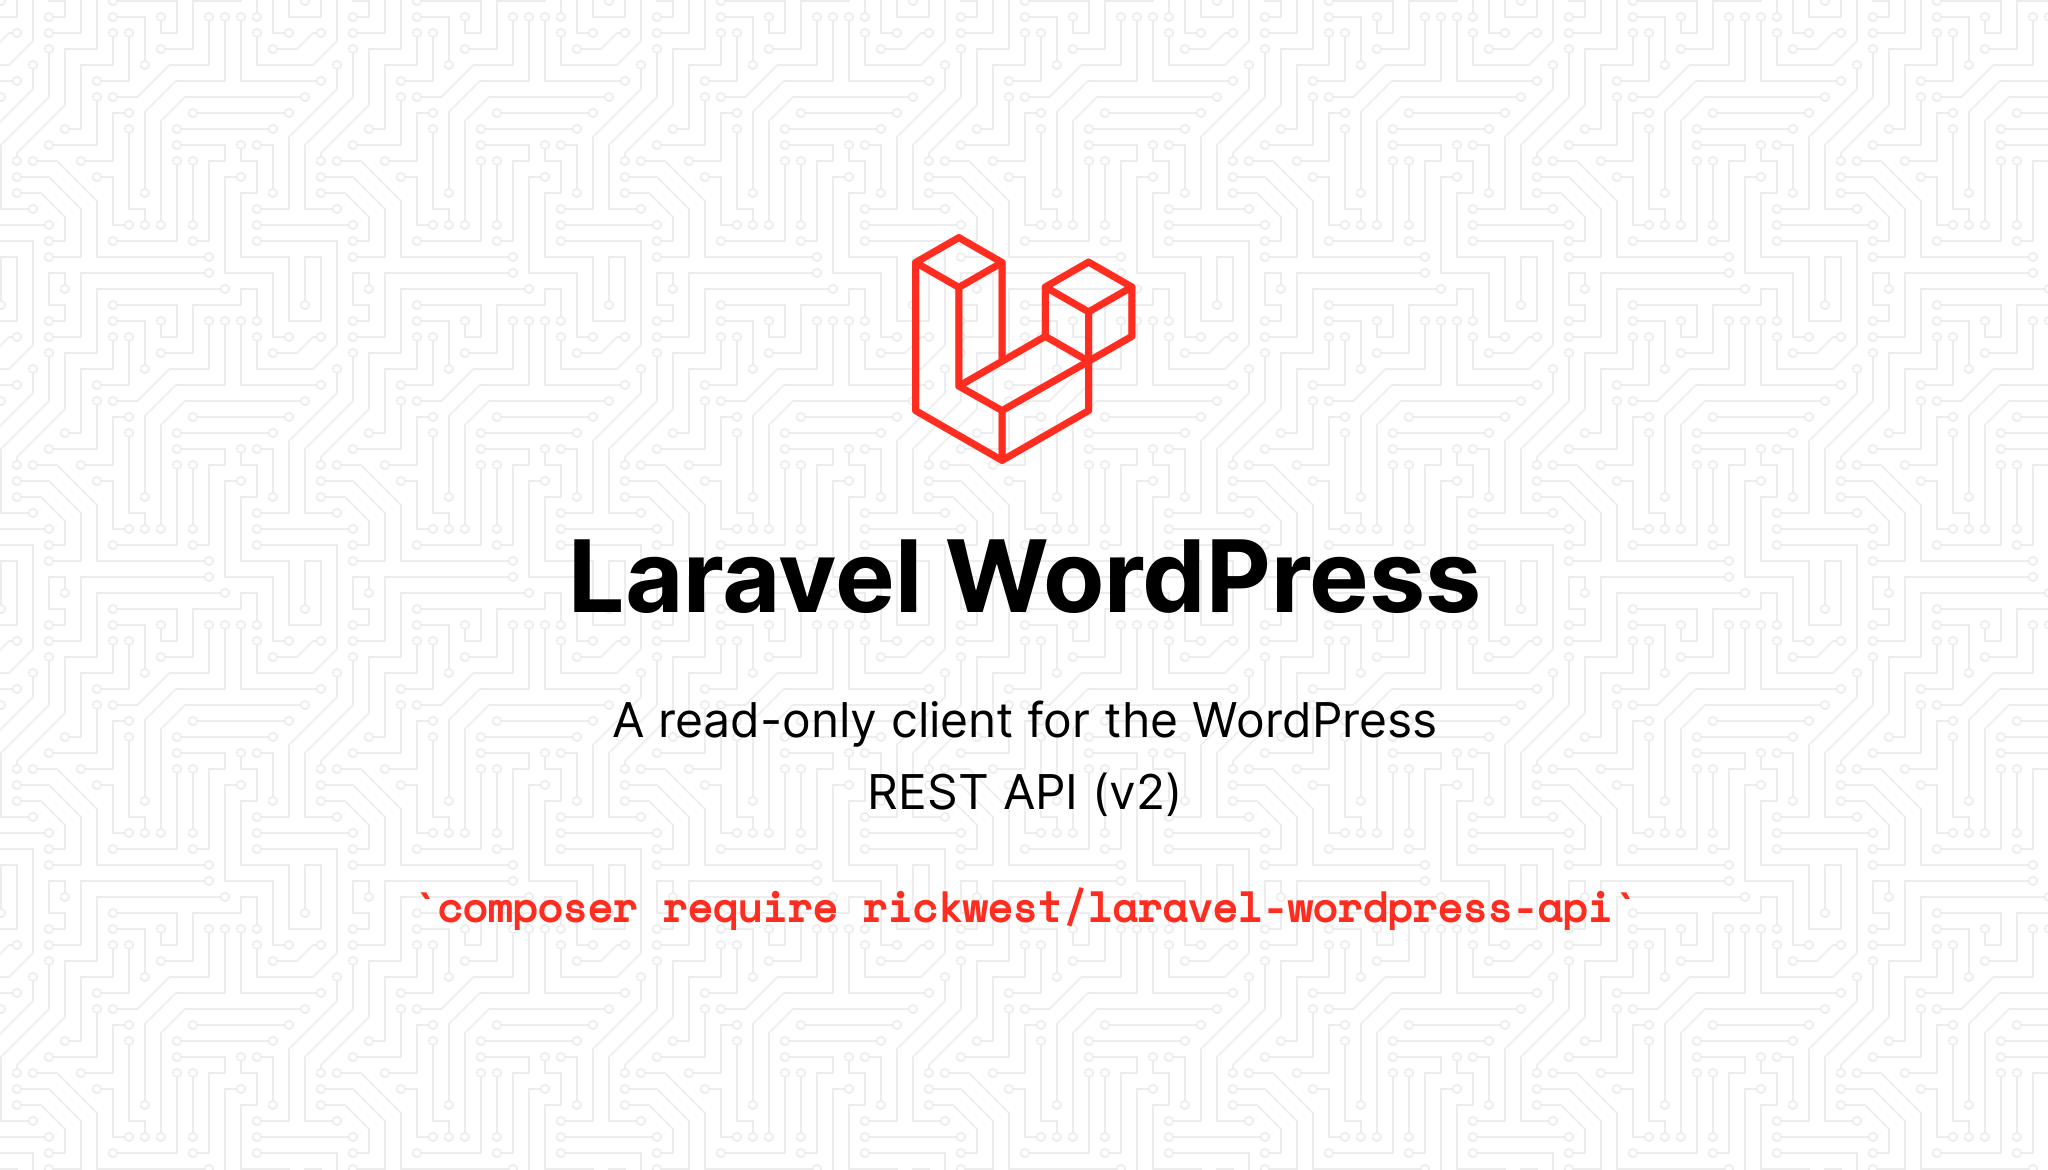 Laravel WordPress
A read-only client for the WordPress
REST API (v2)
`composer require rickwest/laravel-wordpress-api`